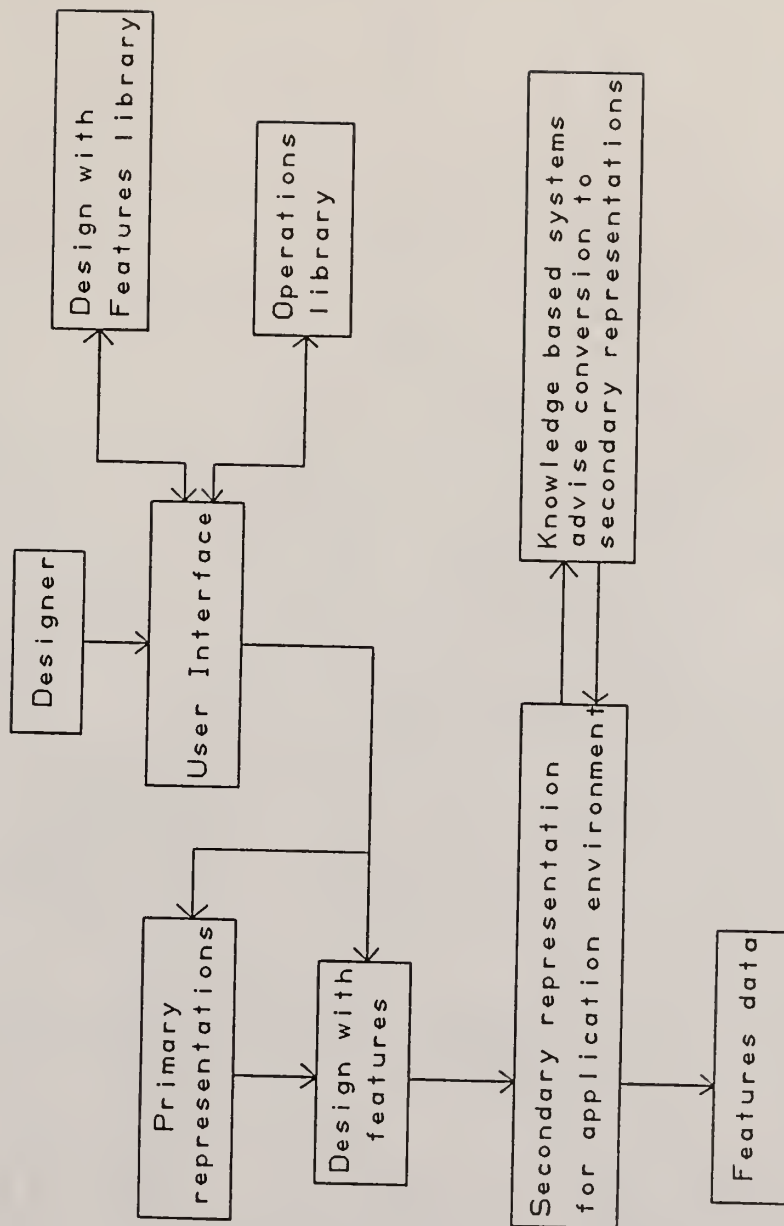 Designer
User Interface
Design with
Features library
Operations
library
Primary
representations
Design with
features
Secondary representation
for application environment
Knowledge based systems
advise conversion to
secondary representations
Features data